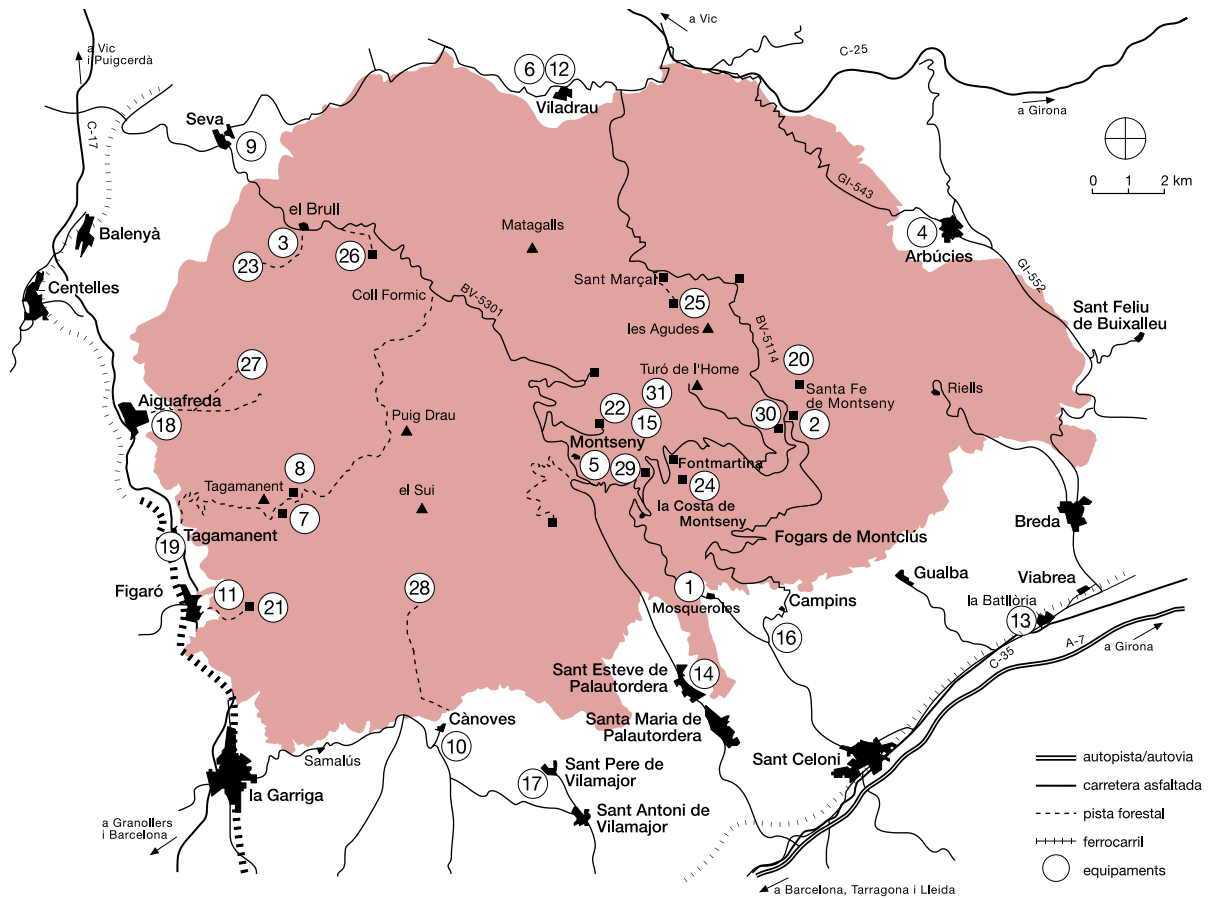 a Vic
i Puigcerdà
a Vic
C-25
6
12
Viladrau
a Girona
Seva
9
C-17
0
1
2 km
GI-543
el Brull
Matagalls
4
Arbúcies
Balenyà
3
23
26
Sant Marçal
GI-552
Centelles
Coll Formic
BV-5301
25
les Agudes
BV-5114
Sant Feliu
de Buixalleu
27
20
Turó de l'Home
31
Santa Fe
de Montseny
Riells
Aiguafreda
18
Puig Drau
22
15
30
2
Montseny
8
5
29
Fontmartina
24
Tagamanent
el Sui
7
la Costa de
Montseny
Breda
Tagamanent
19
Fogars de Montclús
Figaró
11
21
28
1
Mosqueroles
Gualba
Viabrea
Campins
la Batllòria
13
16
C-35
A-7
a Girona
Sant Esteve de
Palautordera
14
Cànoves
10
Santa Maria de
Palautordera
Samalús
Sant Celoni
autopista/autovia
Sant Pere de
Vilamajor
17
carretera asfaltada
la Garriga
Sant Antoni de
Vilamajor
pista forestal
a Granollers
i Barcelona
ferrocarril
equipaments
a Barcelona, Tarragona i Lleida